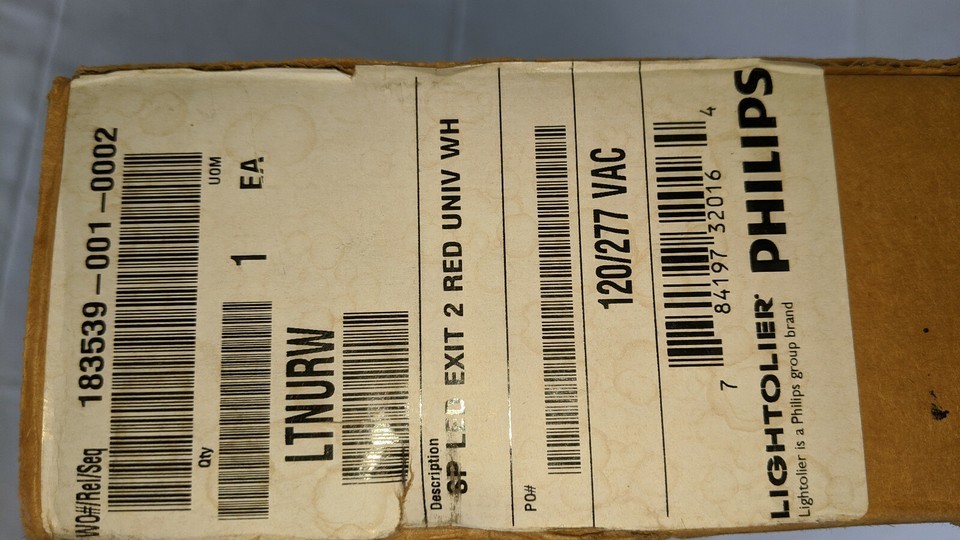 WO#/Rel/Seq 183539-001-0002
Qty UOM
1 EA
LTNURW
Description
SP LED EXIT 2 RED UNIV WH
PO#
120/277 VAC
7 84197 32016 4
LIGHTOLIER® PHILIPS
Lightolier is a Philips group brand